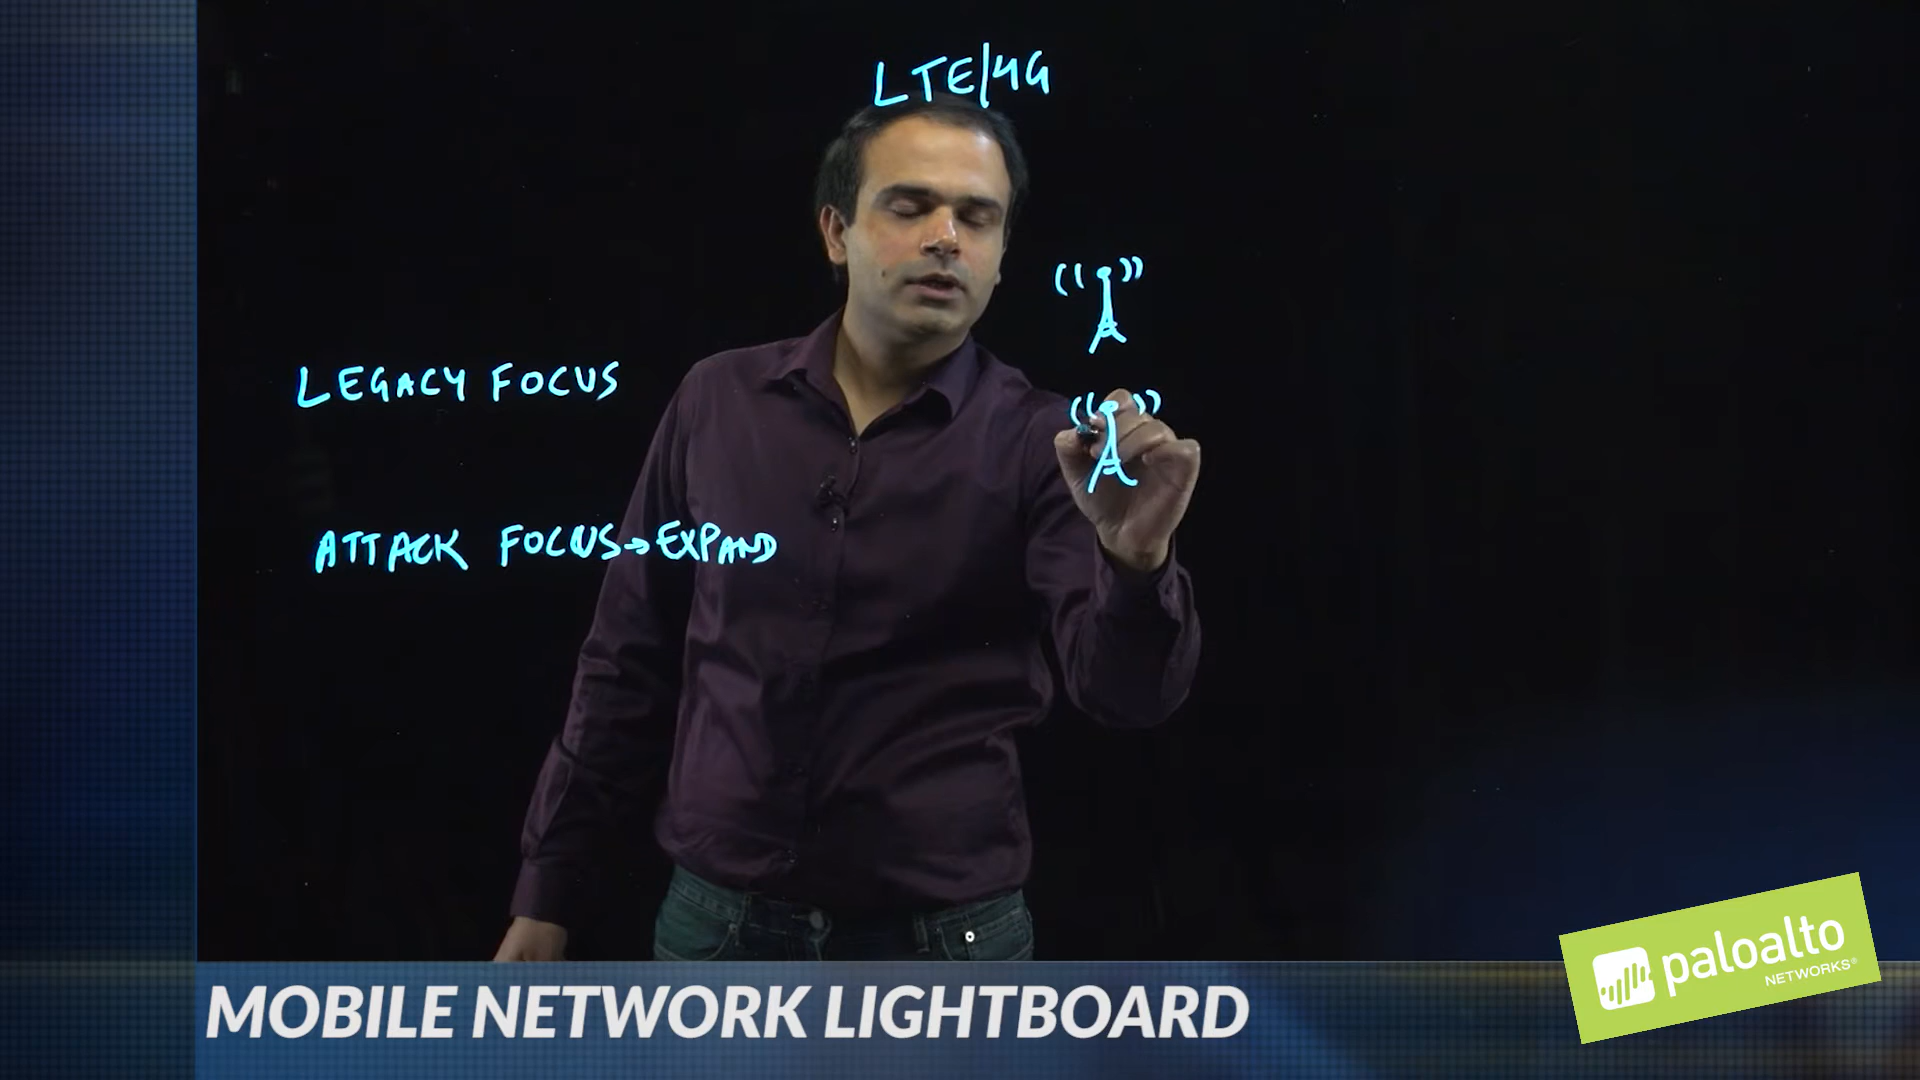 LTE/4G
LEGACY FOCUS
ATTACK FOCUS→EXPAND
paloalto
NETWORKS®
MOBILE NETWORK LIGHTBOARD